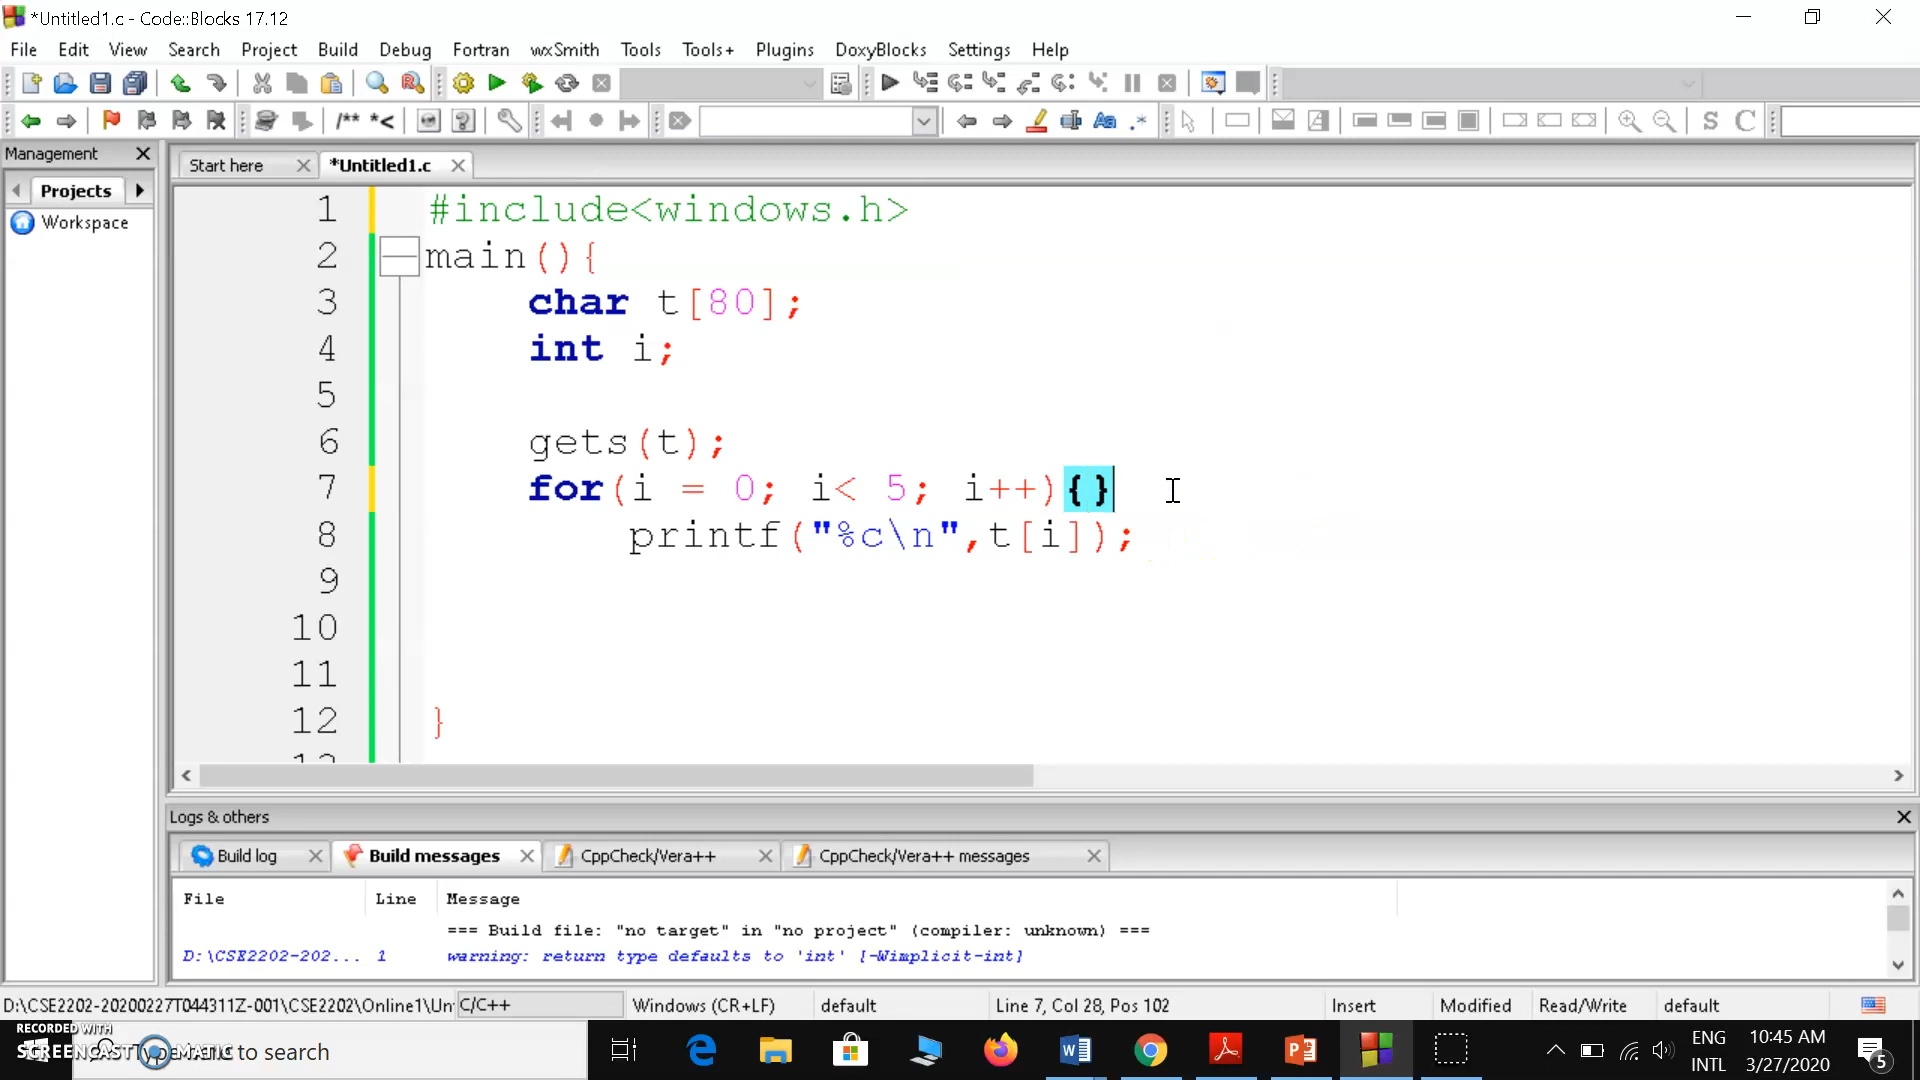 *Untitled1.c - Code::Blocks 17.12
File Edit View Search Project Build Debug Fortran wxSmith Tools Tools+ Plugins DoxyBlocks Settings Help
/** *<
S C
Management
Start here *Untitled1.c
Projects
Workspace
1 #include<windows.h>
2 main(){
3 char t[80];
4 int i;
5
6 gets(t);
7 for(i = 0; i< 5; i++){}
8 printf("%c\n",t[i]);
9
10
11
12 }
Logs & others
Build log Build messages CppCheck/Vera++ CppCheck/Vera++ messages
File Line Message
=== Build file: "no target" in "no project" (compiler: unknown) ===
D:\CSE2202-202... 1 warning: return type defaults to 'int' [-Wimplicit-int]
D:\CSE2202-20200227T044311Z-001\CSE2202\Online1\Un C/C++ Windows (CR+LF) default Line 7, Col 28, Pos 102 Insert Modified Read/Write default
RECORDED WITH
SCREENCAST MATIC
to search
ENG
INTL
10:45 AM
3/27/2020
5